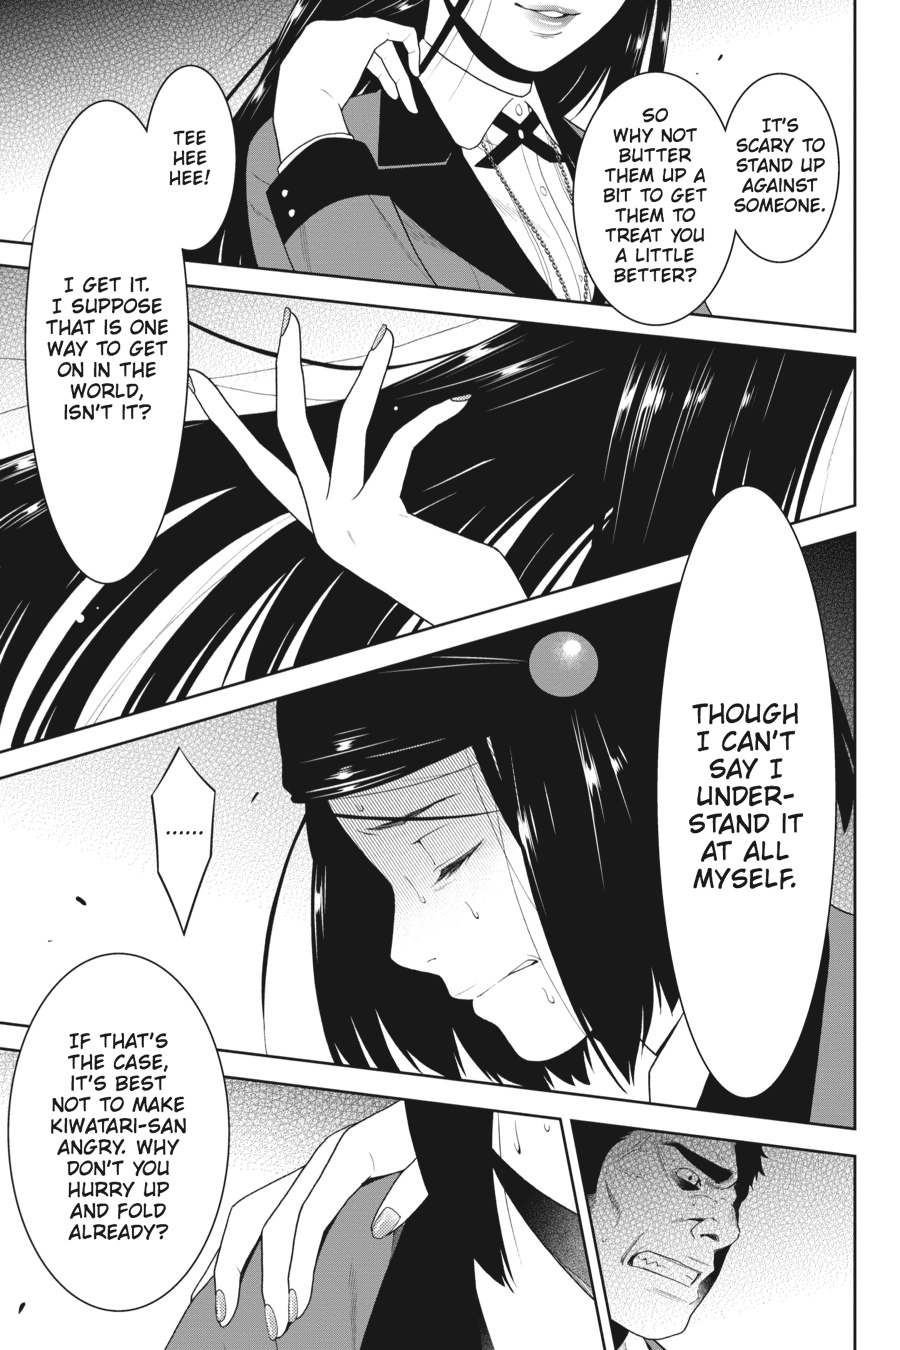 IT'S
SCARY TO
STAND UP
AGAINST
SOMEONE.
SO
WHY NOT
BUTTER
THEM UP A
BIT TO GET
THEM TO
TREAT YOU
A LITTLE
BETTER?
TEE
HEE
HEE!
I GET IT.
I SUPPOSE
THAT IS ONE
WAY TO GET
ON IN THE
WORLD,
ISN'T IT?
THOUGH
I CAN'T
SAY I
UNDER-
STAND IT
AT ALL
MYSELF.
......
IF THAT'S
THE CASE,
IT'S BEST
NOT TO MAKE
KIWATARI-SAN
ANGRY. WHY
DON'T YOU
HURRY UP
AND FOLD
ALREADY?